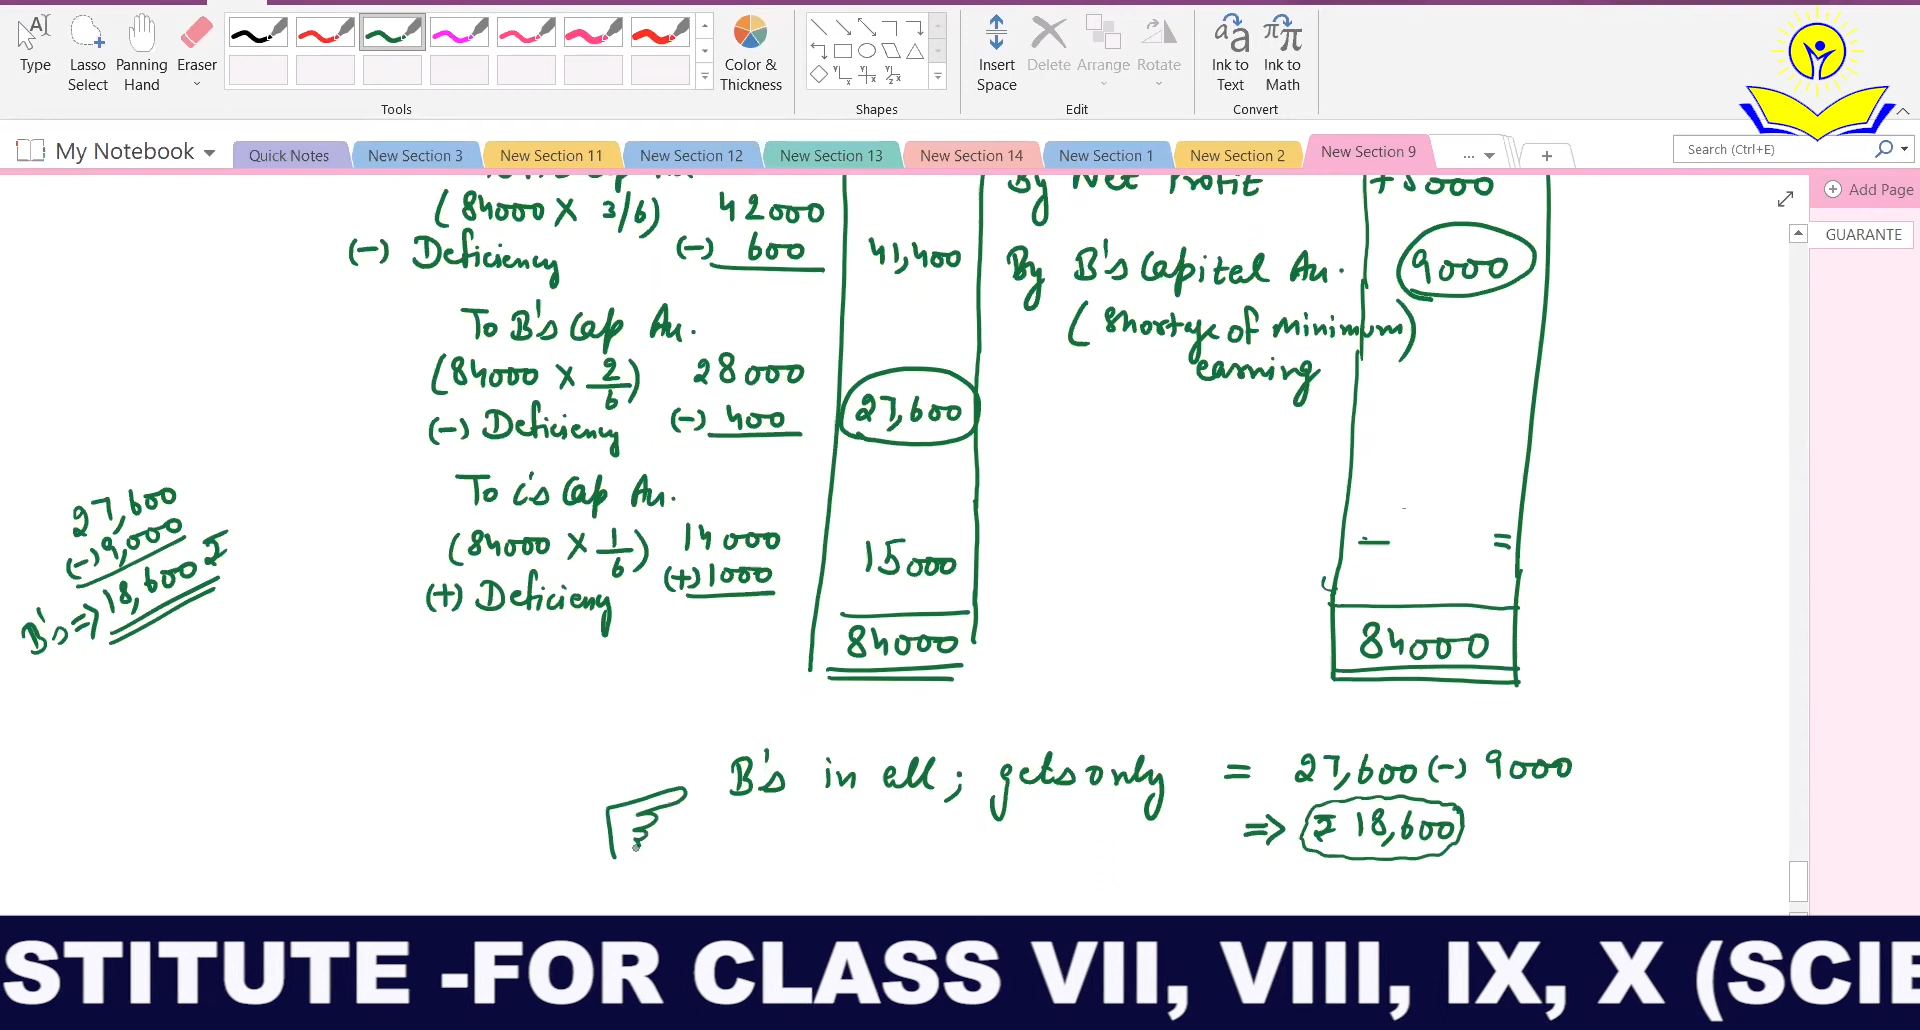 Type
Lasso Select
Panning Hand
Eraser
Color & Thickness
Insert Space
Delete
Arrange
Rotate
Ink to Text
Ink to Math
Tools
Shapes
Edit
Convert
My Notebook
Quick Notes
New Section 3
New Section 11
New Section 12
New Section 13
New Section 14
New Section 1
New Section 2
New Section 9
...
Search (Ctrl+E)
Add Page
GUARANTE
By Net Profit
(84000 X 3/6) 42000
(-) Deficiency (-) 600 41,400
By B's Capital Au. 9000
(Shortage of Minimum earning)
To B's Cap Au.
(84000 X 2/6) 28000
(-) Deficiency (-) 400 27,600
To C's Cap Au.
(84000 X 1/6) 14000
(+) Deficiency (+) 1000 15000
84000 84000
27,600
(-) 9,000
B's => 18,600
B's in all; gets only = 27,600 (-) 9000
=> ₹ 18,600
STITUTE -FOR CLASS VII, VIII, IX, X (SCIE